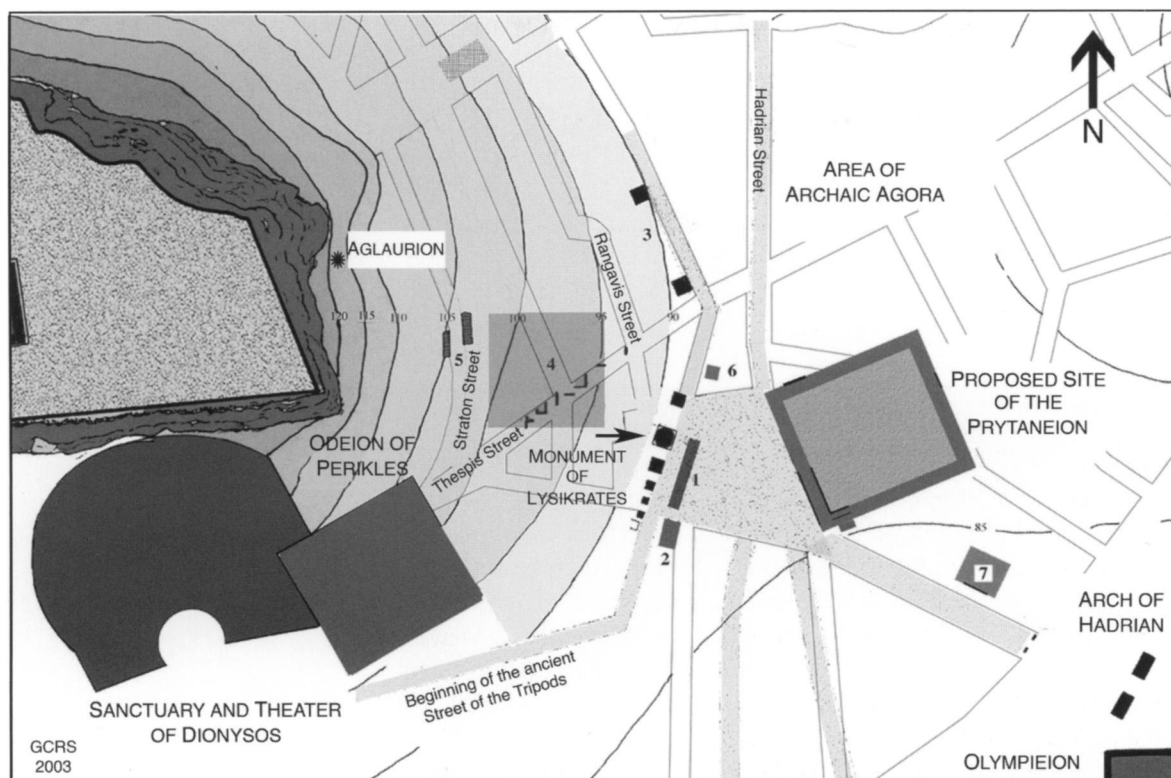 N
Hadrian Street
AREA OF
ARCHAIC AGORA
AGLAURION
3
Rangavis Street
120
115
110
105
100
95
90
5
4
6
Straton Street
Thespis Street
ODEION OF
PERIKLES
MONUMENT
OF
LYSIKRATES
PROPOSED SITE
OF THE
PRYTANEION
1
2
85
7
ARCH OF
HADRIAN
Beginning of the ancient
Street of the Tripods
SANCTUARY AND THEATER
OF DIONYSOS
GCRS
2003
OLYMPIEION